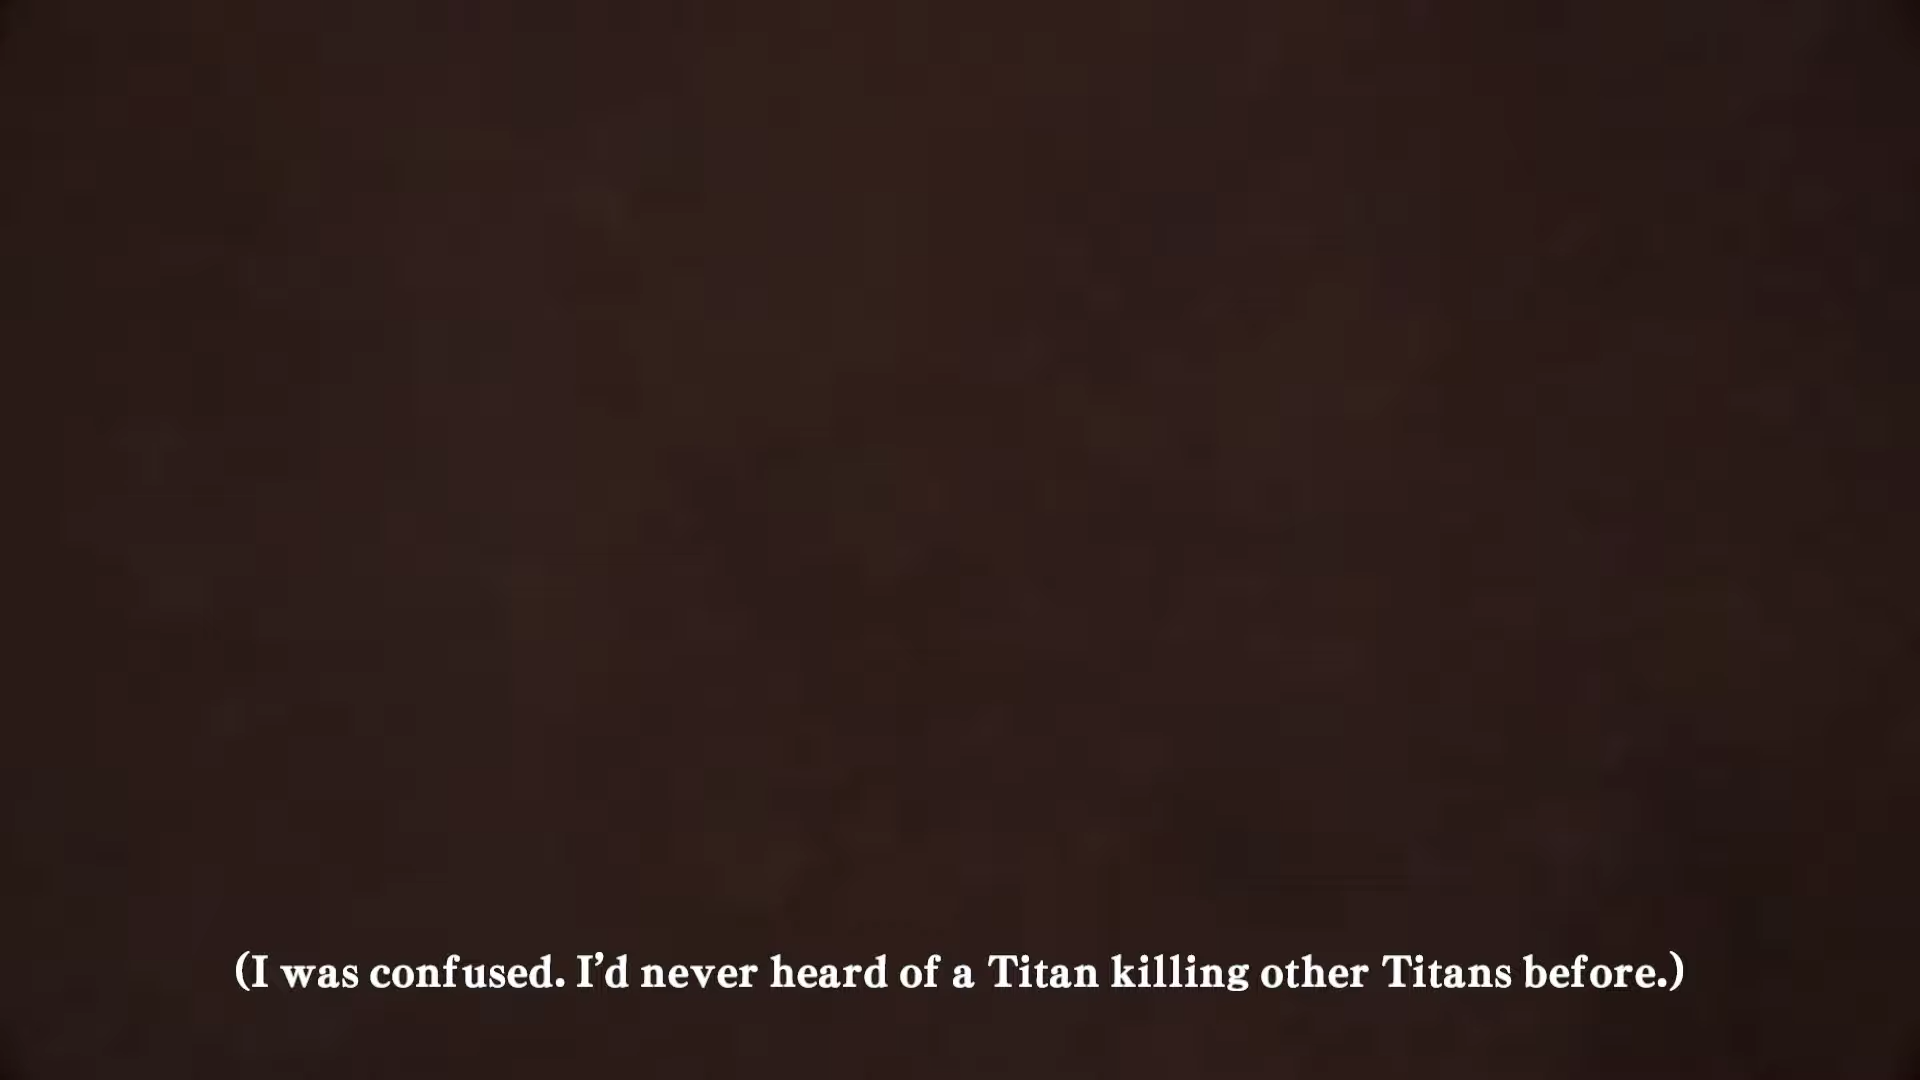 (I was confused. I’d never heard of a Titan killing other Titans before.)